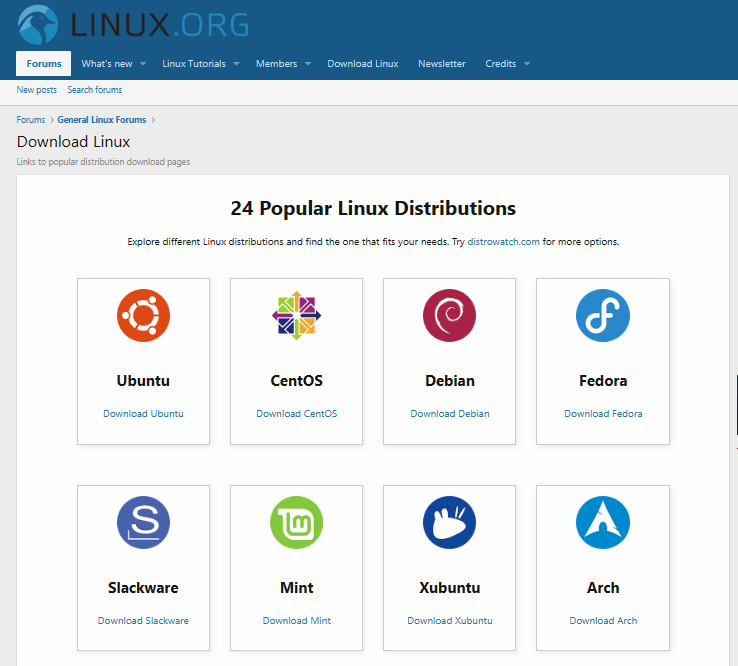 LINUX.ORG
Forums What's new Linux Tutorials Members Download Linux Newsletter Credits
New posts Search forums
Forums › General Linux Forums ›
Download Linux
Links to popular distribution download pages
24 Popular Linux Distributions
Explore different Linux distributions and find the one that fits your needs. Try distrowatch.com for more options.
Ubuntu CentOS Debian Fedora
Download Ubuntu Download CentOS Download Debian Download Fedora
S m
Slackware Mint Xubuntu Arch
Download Slackware Download Mint Download Xubuntu Download Arch